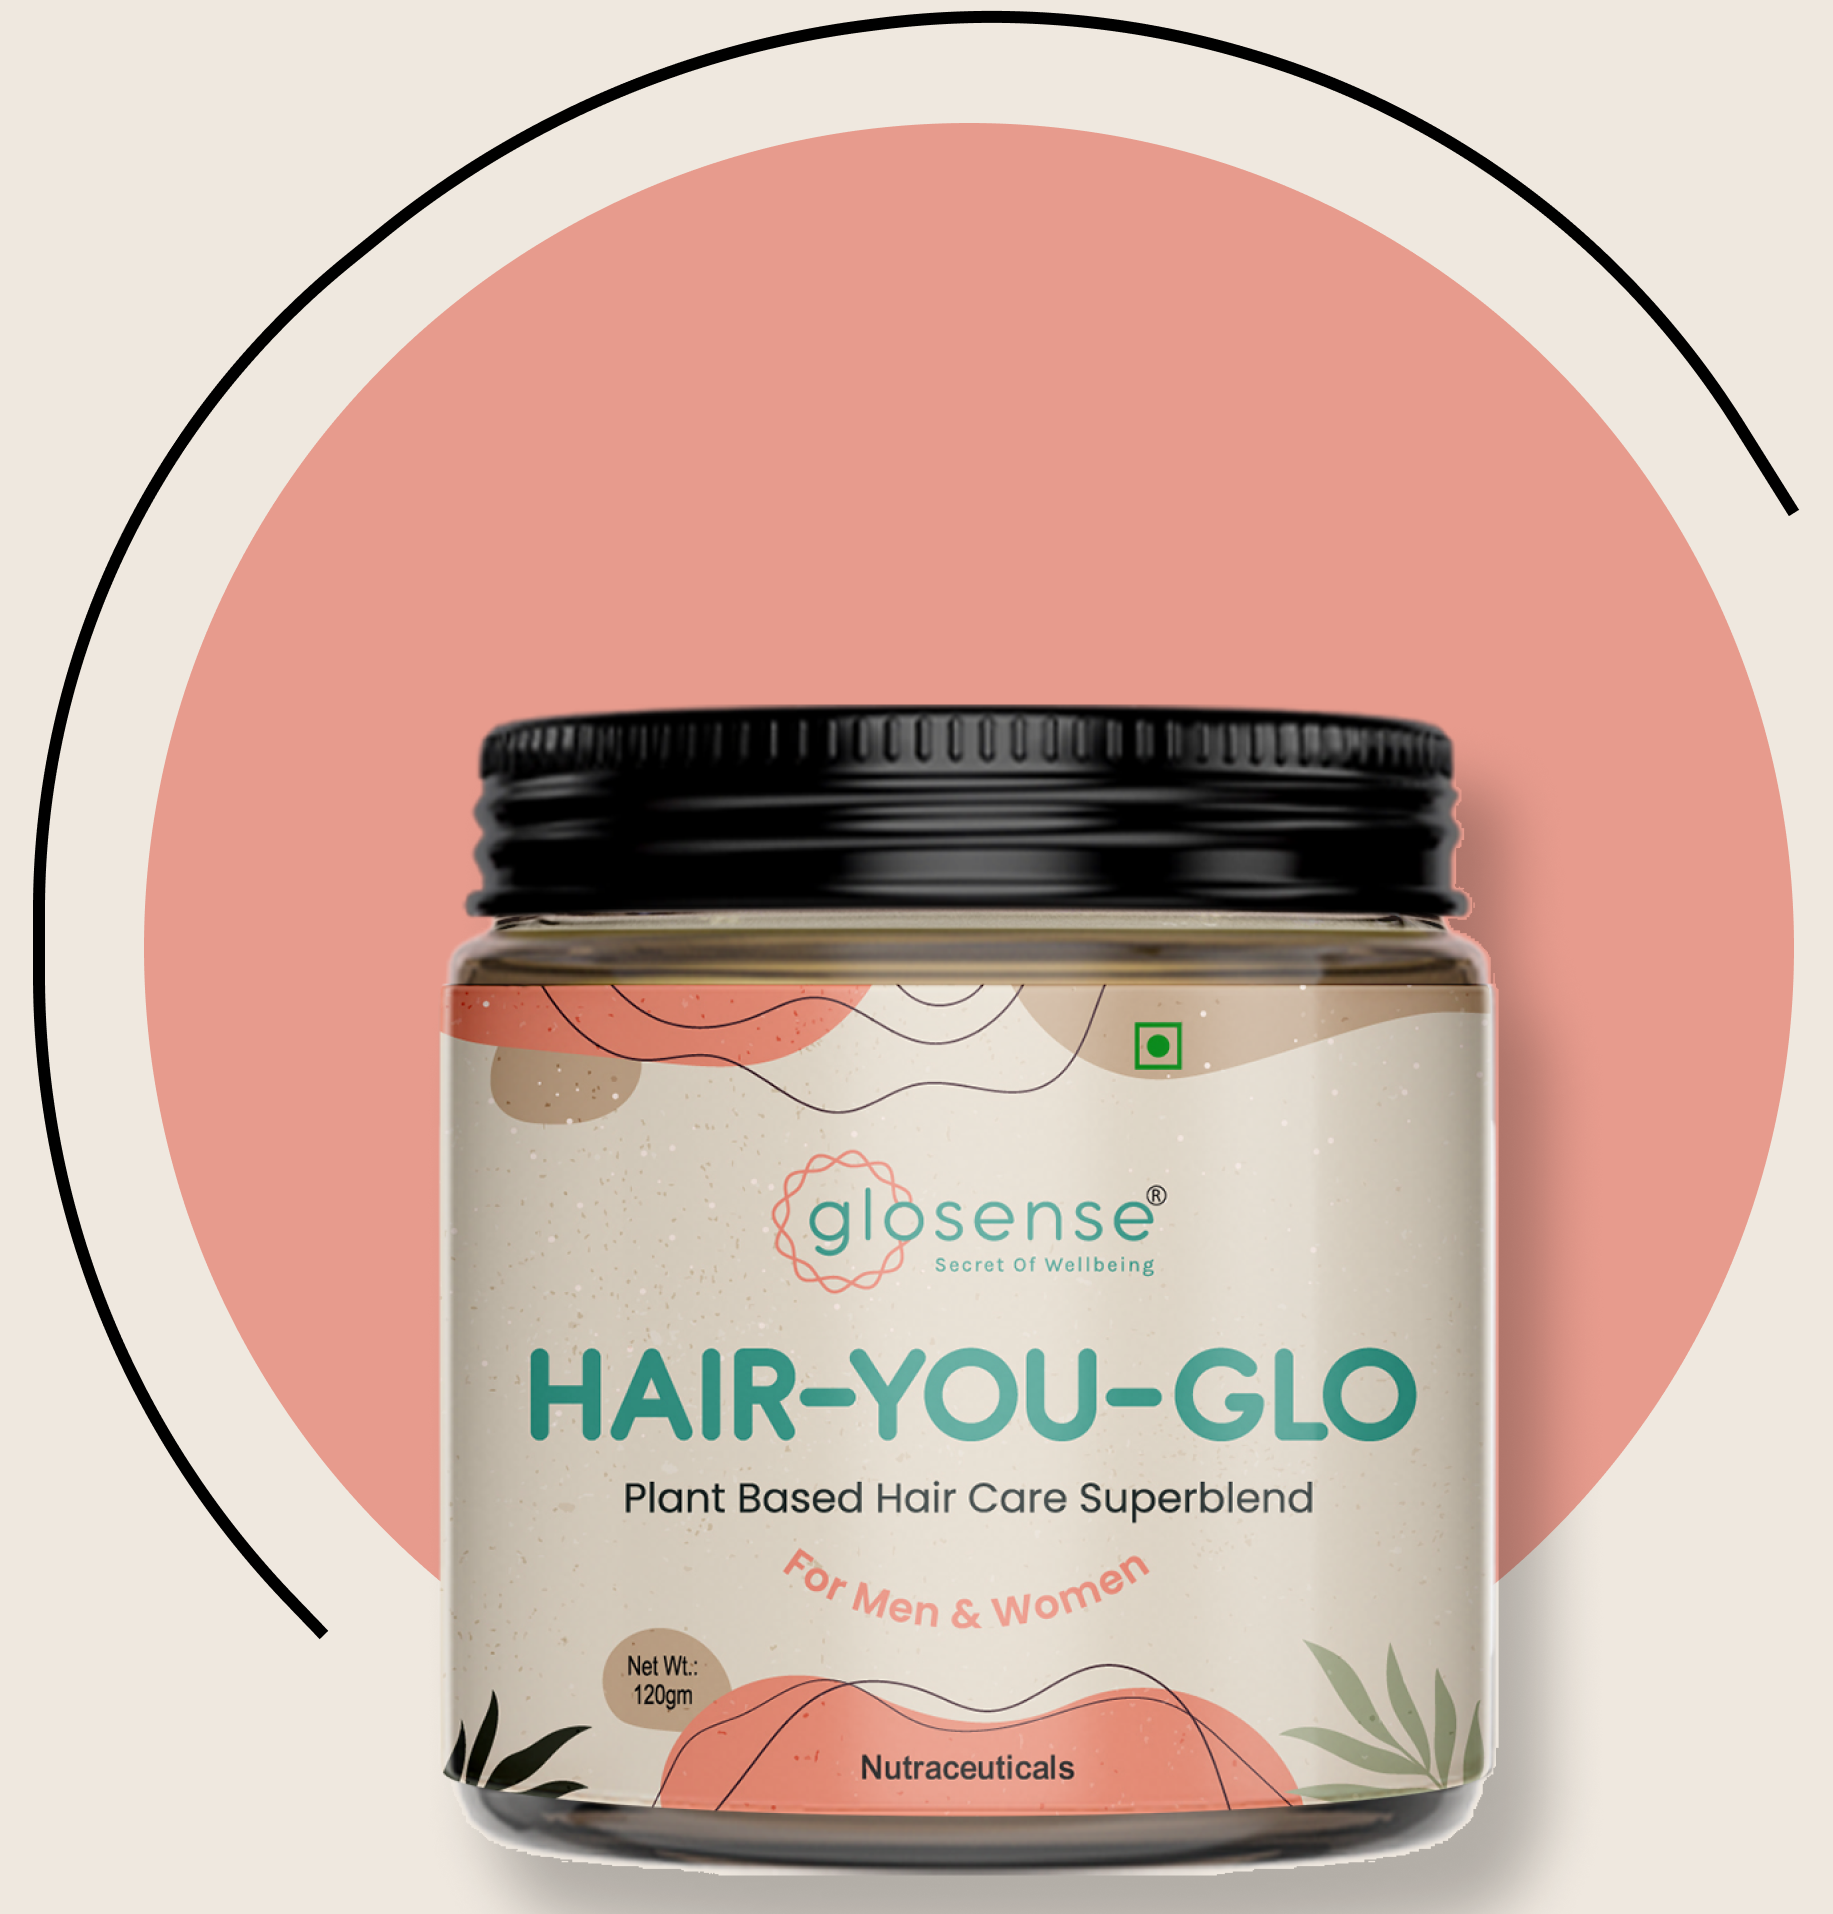 glosense®
Secret Of Wellbeing
HAIR-YOU-GLO
Plant Based Hair Care Superblend
For Men & Women
Net Wt.:
120gm
Nutraceuticals